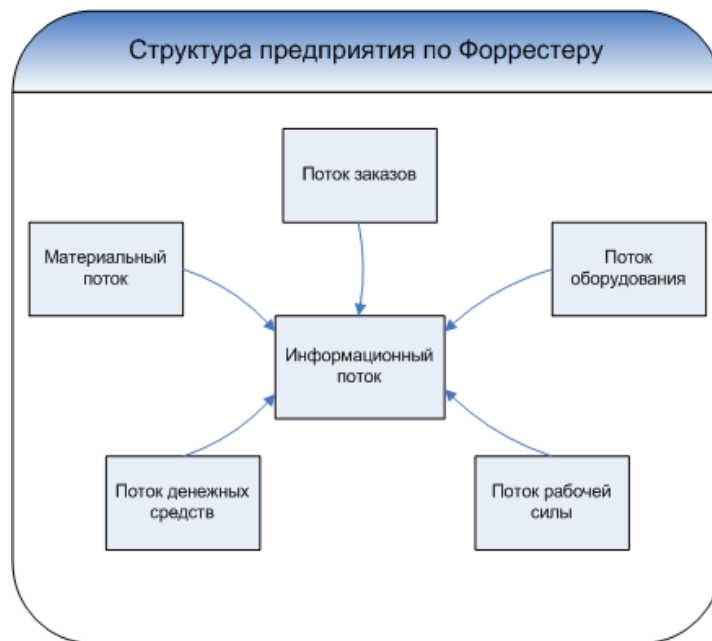 Структура предприятия по Форрестеру
Поток заказов
Материальный
поток
Поток
оборудования
Информационный
поток
Поток денежных
средств
Поток рабочей
силы